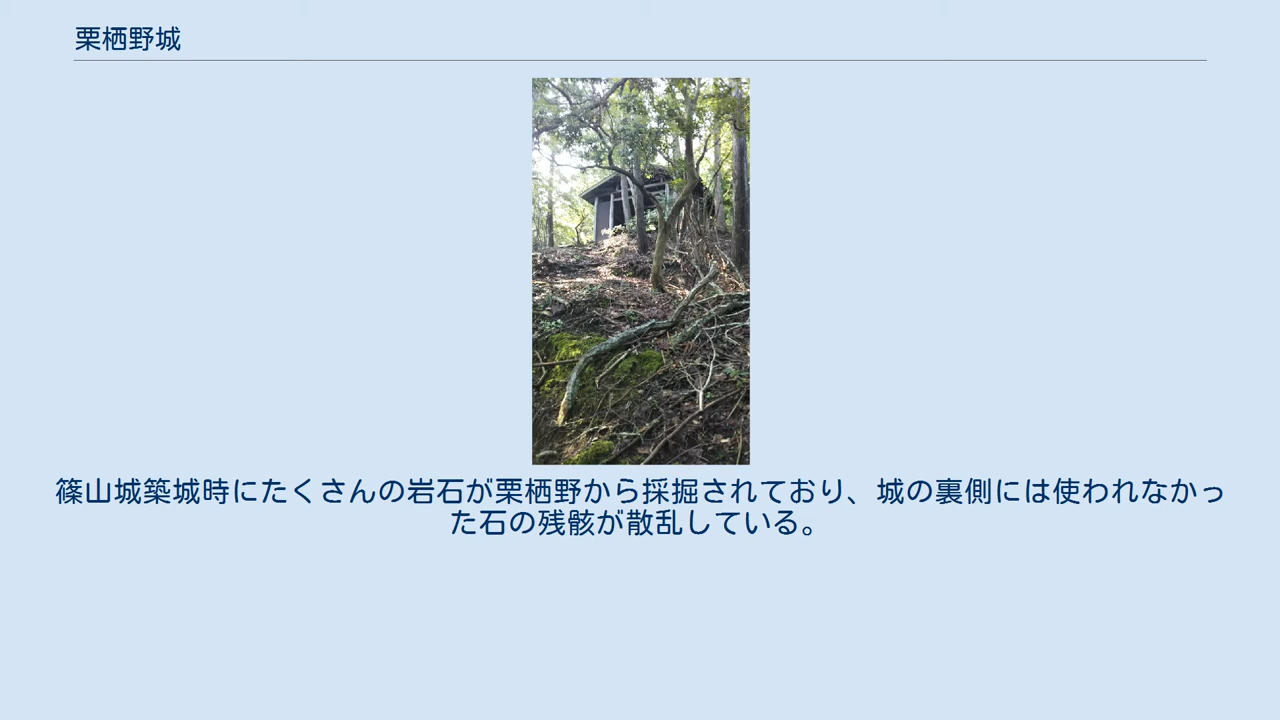 栗栖野城
篠山城築城時にたくさんの岩石が栗栖野から採掘されており、城の裏側には使われなかっ
た石の残骸が散乱している。